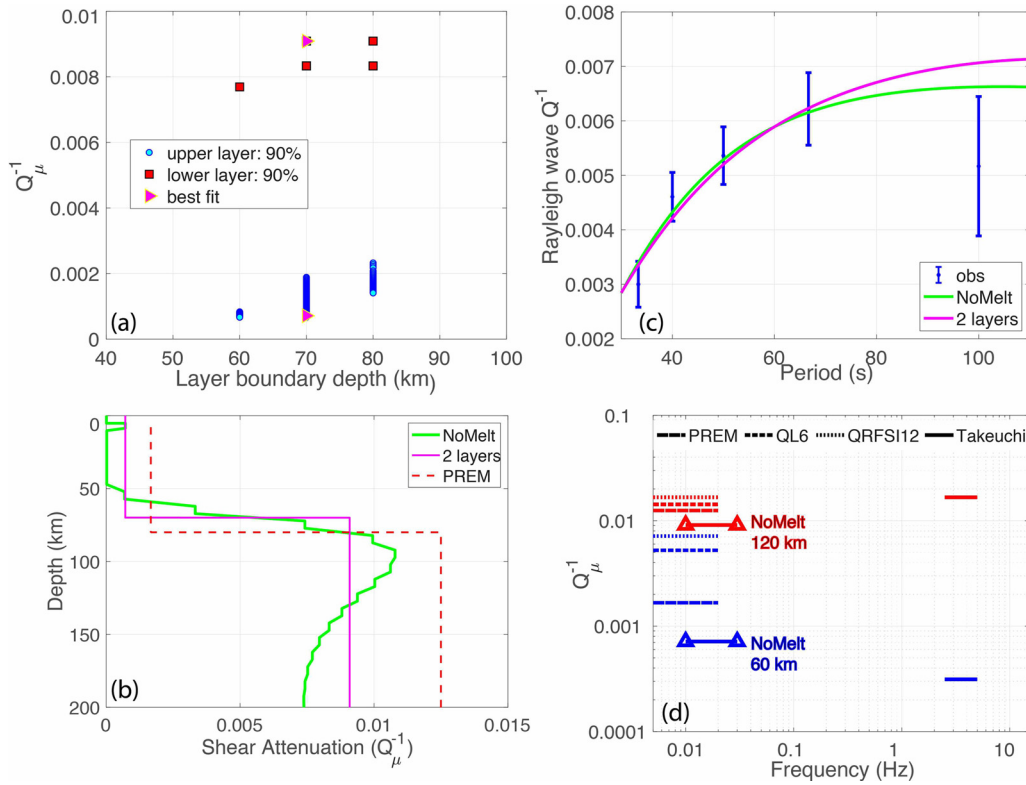 0.01
0.008
0.006
0.004
0.002
0
Q⁻¹μ
upper layer: 90%
lower layer: 90%
best fit
(a)
40 50 60 70 80 90 100
Layer boundary depth (km)
0.007
0.006
0.005
0.004
0.003
0.002
Rayleigh wave Q⁻¹
(c)
obs
NoMelt
2 layers
40 60 80 100
Period (s)
0
50
100
150
200
Depth (km)
NoMelt
2 layers
PREM
(b)
0 0.005 0.01 0.015
Shear Attenuation (Q⁻¹μ)
0.1
0.01
0.001
0.0001
Q⁻¹μ
PREM QL6 QRFSI12 Takeuchi
NoMelt
120 km
NoMelt
60 km
(d)
0.01 0.1 1 10
Frequency (Hz)